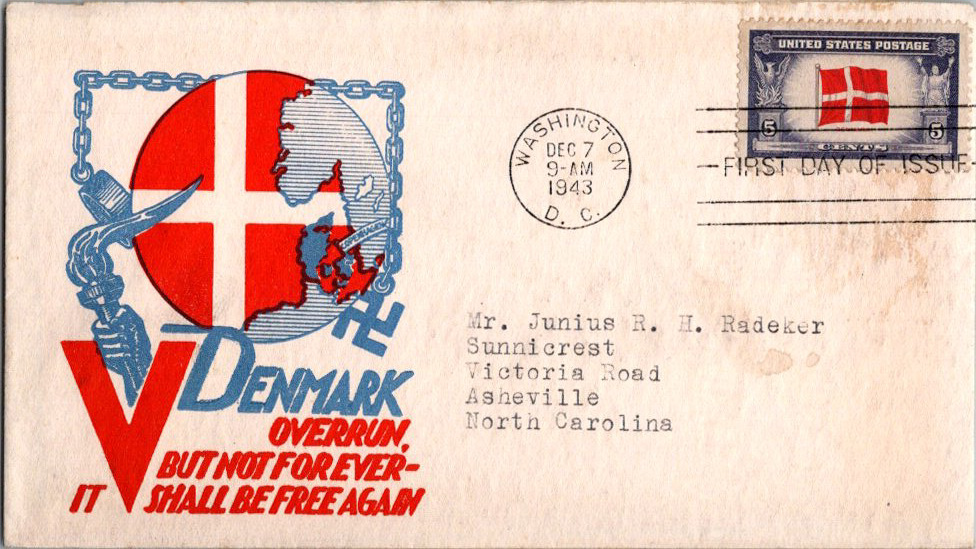 UNITED STATES POSTAGE
5 5
CENTS
WASHINGTON
DEC 7
9-AM
1943
D. C.
FIRST DAY OF ISSUE
Mr. Junius R. H. Radeker
Sunnicrest
Victoria Road
Asheville
North Carolina
V DENMARK
OVERRUN,
BUT NOT FOREVER-
IT SHALL BE FREE AGAIN